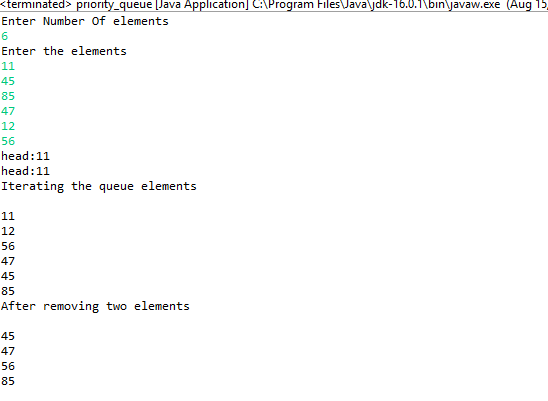 <terminated> priority_queue [Java Application] C:\Program Files\Java\jdk-16.0.1\bin\javaw.exe (Aug 15,
Enter Number Of elements
6
Enter the elements
11
45
85
47
12
56
head:11
head:11
Iterating the queue elements
11
12
56
47
45
85
After removing two elements
45
47
56
85